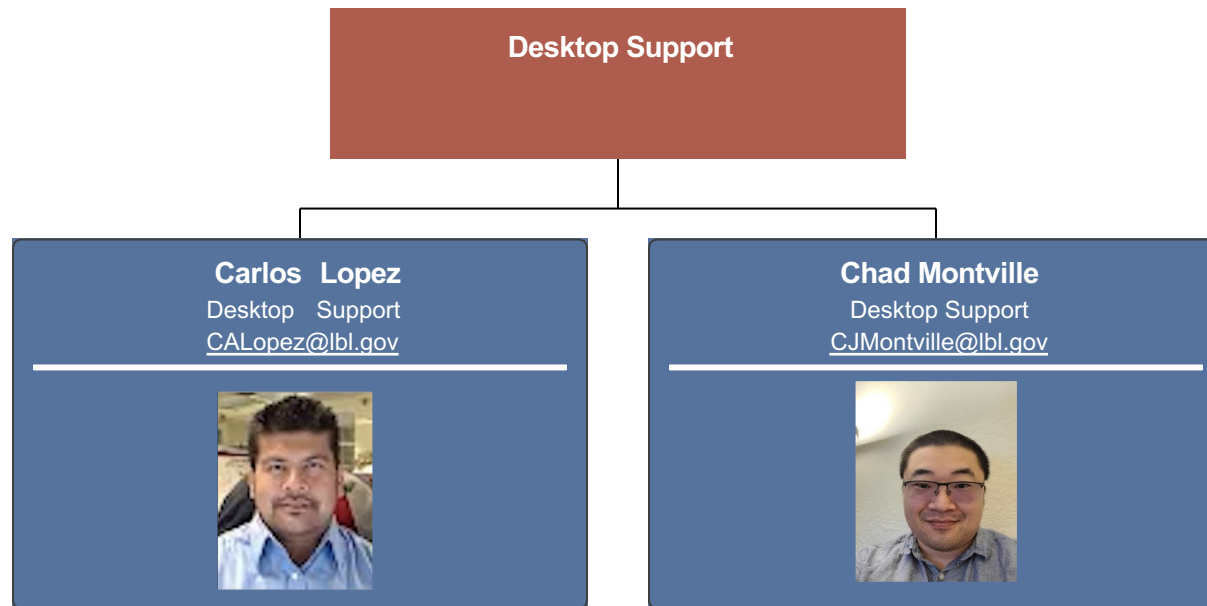 Desktop Support
Carlos Lopez
Desktop Support
CALopez@lbl.gov
Chad Montville
Desktop Support
CJMontville@lbl.gov